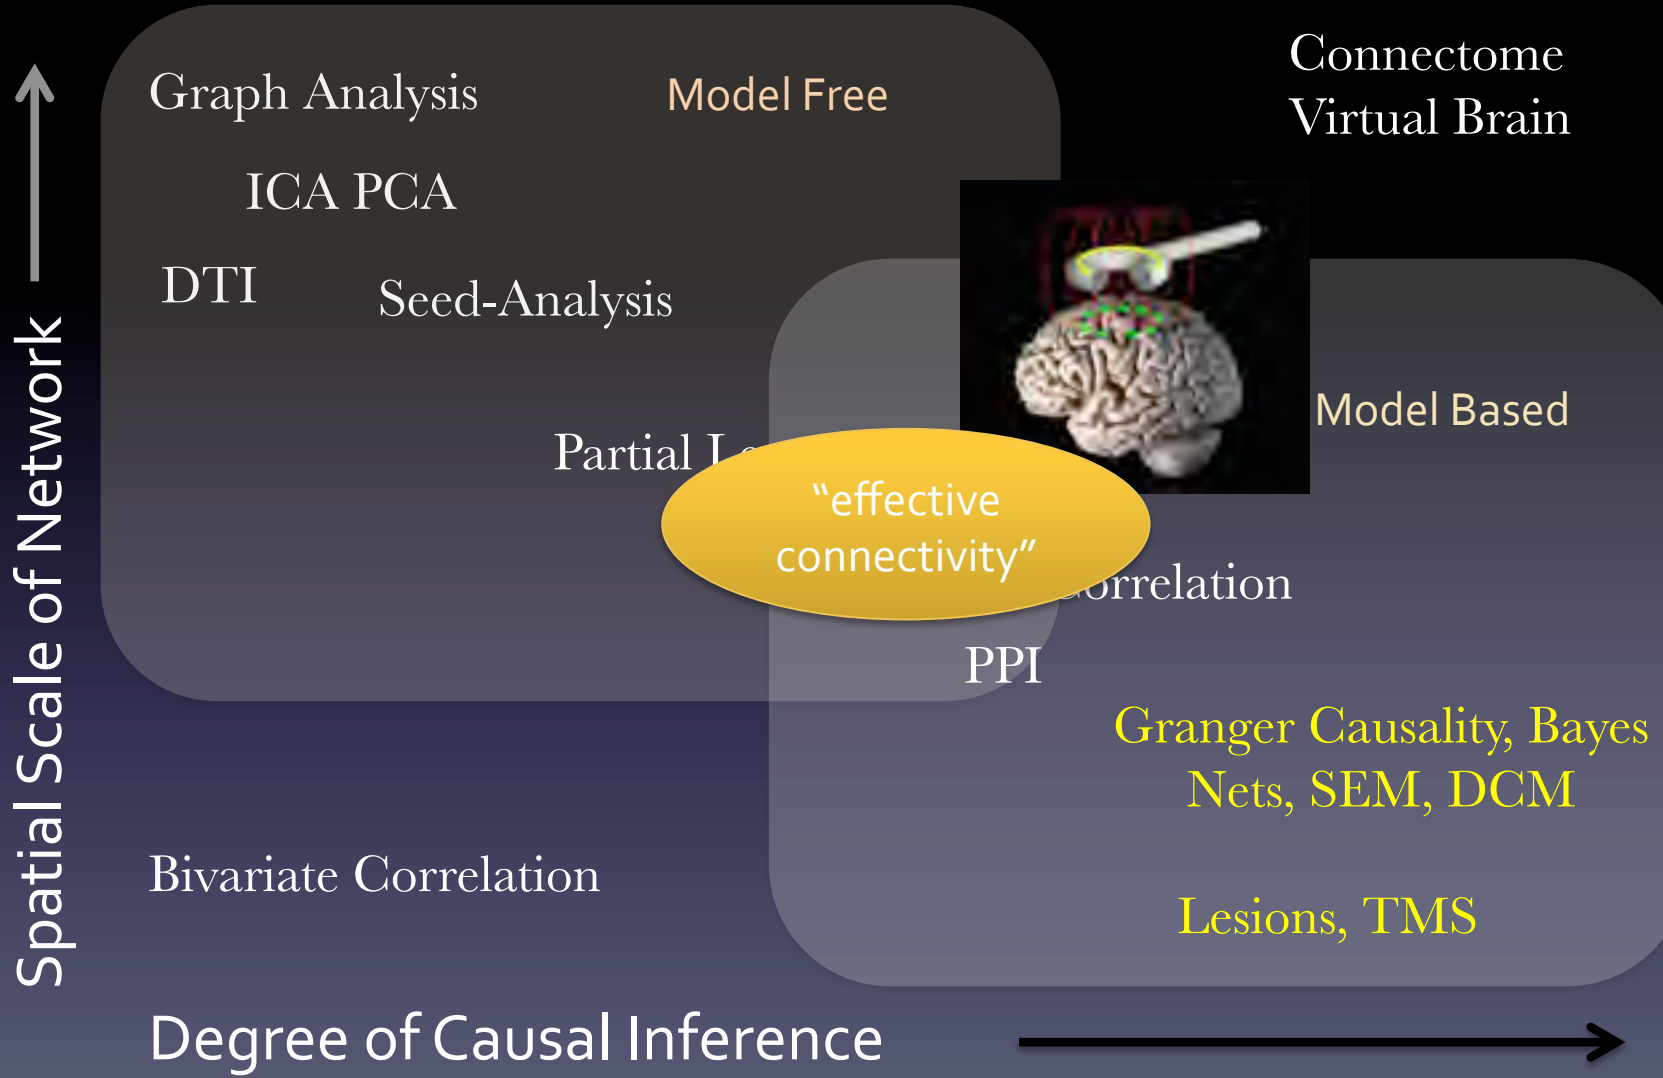 Connectome
Virtual Brain
Graph Analysis
Model Free
ICA PCA
DTI
Seed-Analysis
Model Based
Partial
“effective
connectivity”
PPI
Granger Causality, Bayes
Nets, SEM, DCM
Bivariate Correlation
Lesions, TMS
Spatial Scale of Network
Degree of Causal Inference